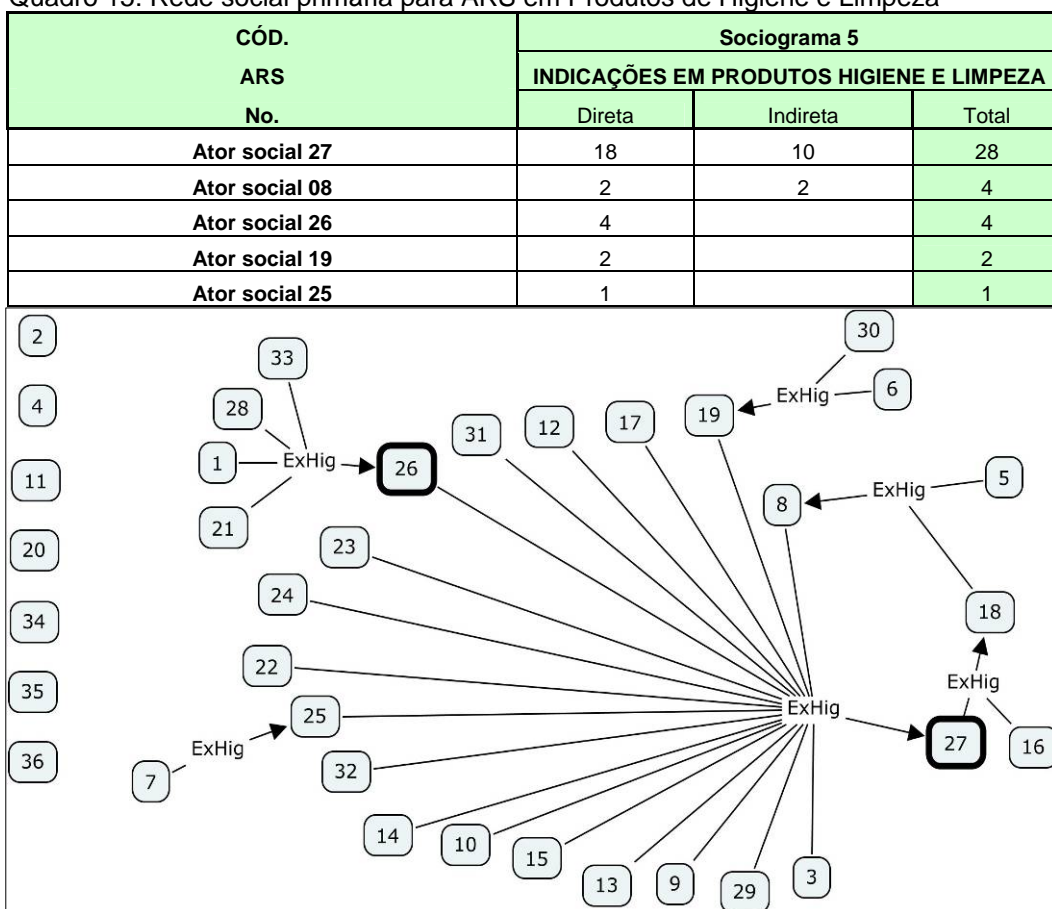 Quadro 15: Rede social primária para ARS em Produtos de Higiene e Limpeza
CÓD. Sociograma 5
ARS INDICAÇÕES EM PRODUTOS HIGIENE E LIMPEZA
No. Direta Indireta Total
Ator social 27 18 10 28
Ator social 08 2 2 4
Ator social 26 4 4
Ator social 19 2 2
Ator social 25 1 1
2 30
33
4 28 ExHig 6
12 17 19
31
1 ExHig 26
11 8 ExHig 5
21
20 23
24
34 18
22 ExHig
35 25 ExHig
ExHig 27 16
36 7 32
14 10 15
13 9 29 3